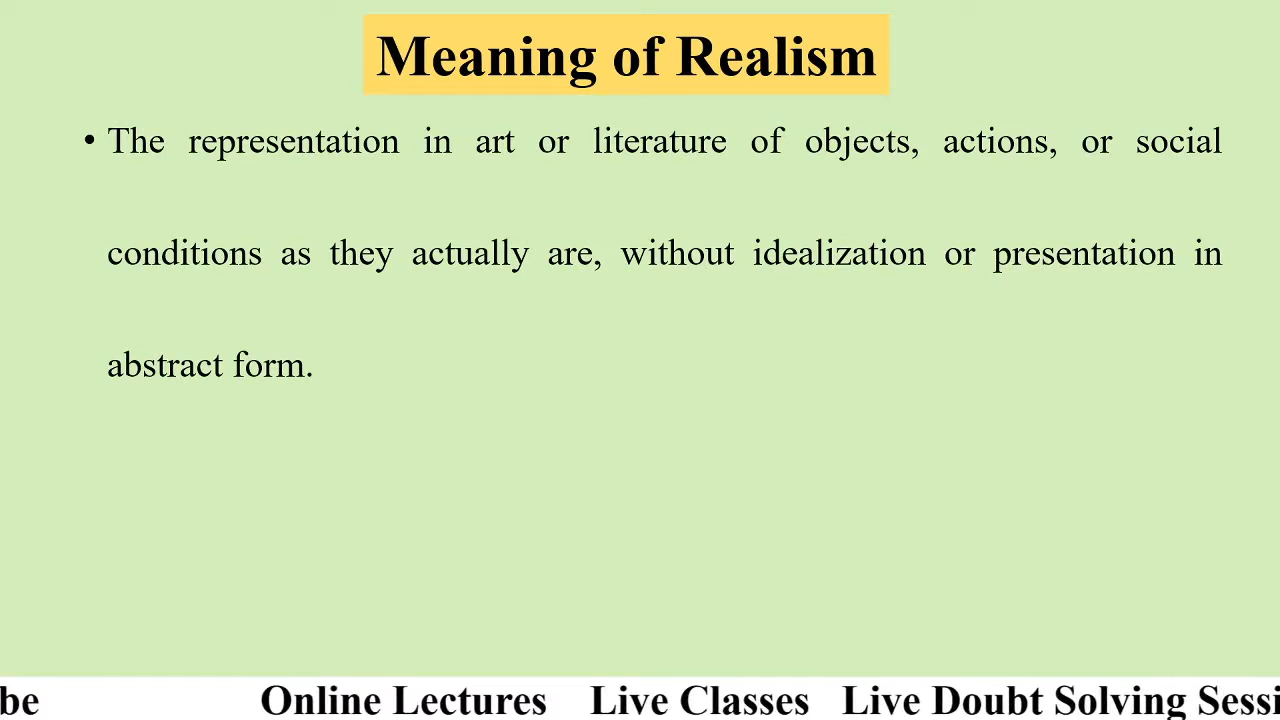 Meaning of Realism
• The representation in art or literature of objects, actions, or social
conditions as they actually are, without idealization or presentation in
abstract form.
be Online Lectures Live Classes Live Doubt Solving Sessi